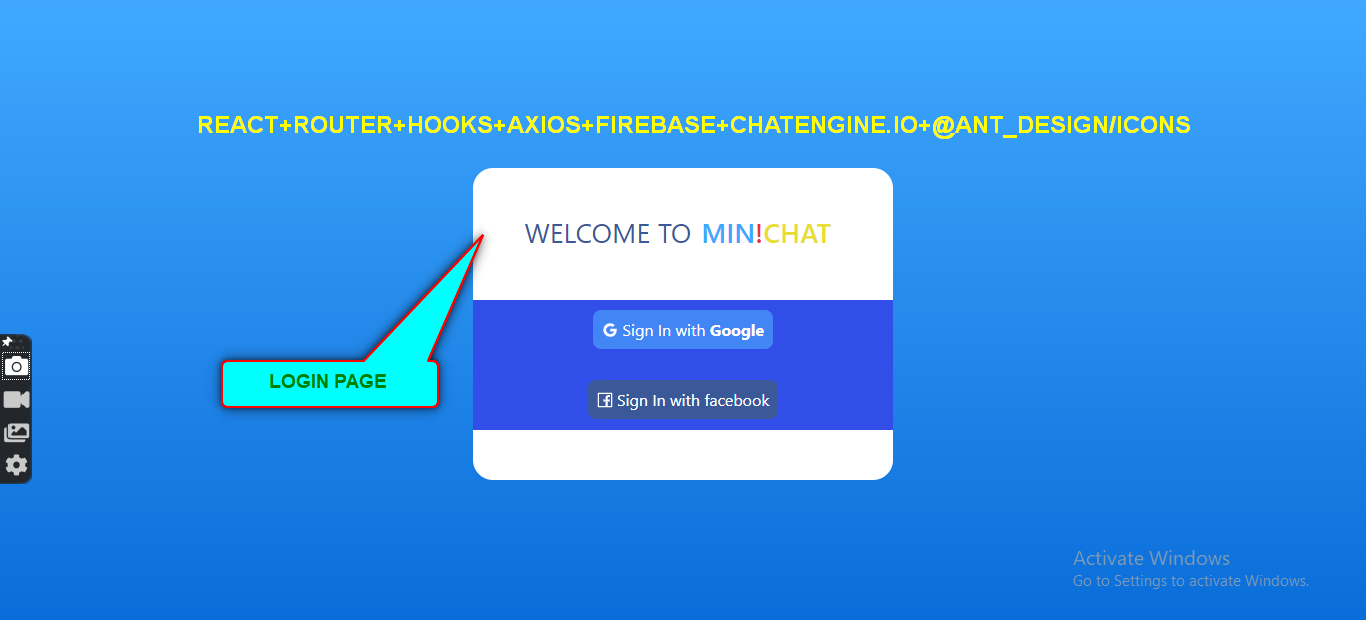 REACT+ROUTER+HOOKS+AXIOS+FIREBASE+CHATENGINE.IO+@ANT_DESIGN/ICONS
WELCOME TO MIN!CHAT
Sign In with Google
LOGIN PAGE
Sign In with facebook
Activate Windows
Go to Settings to activate Windows.